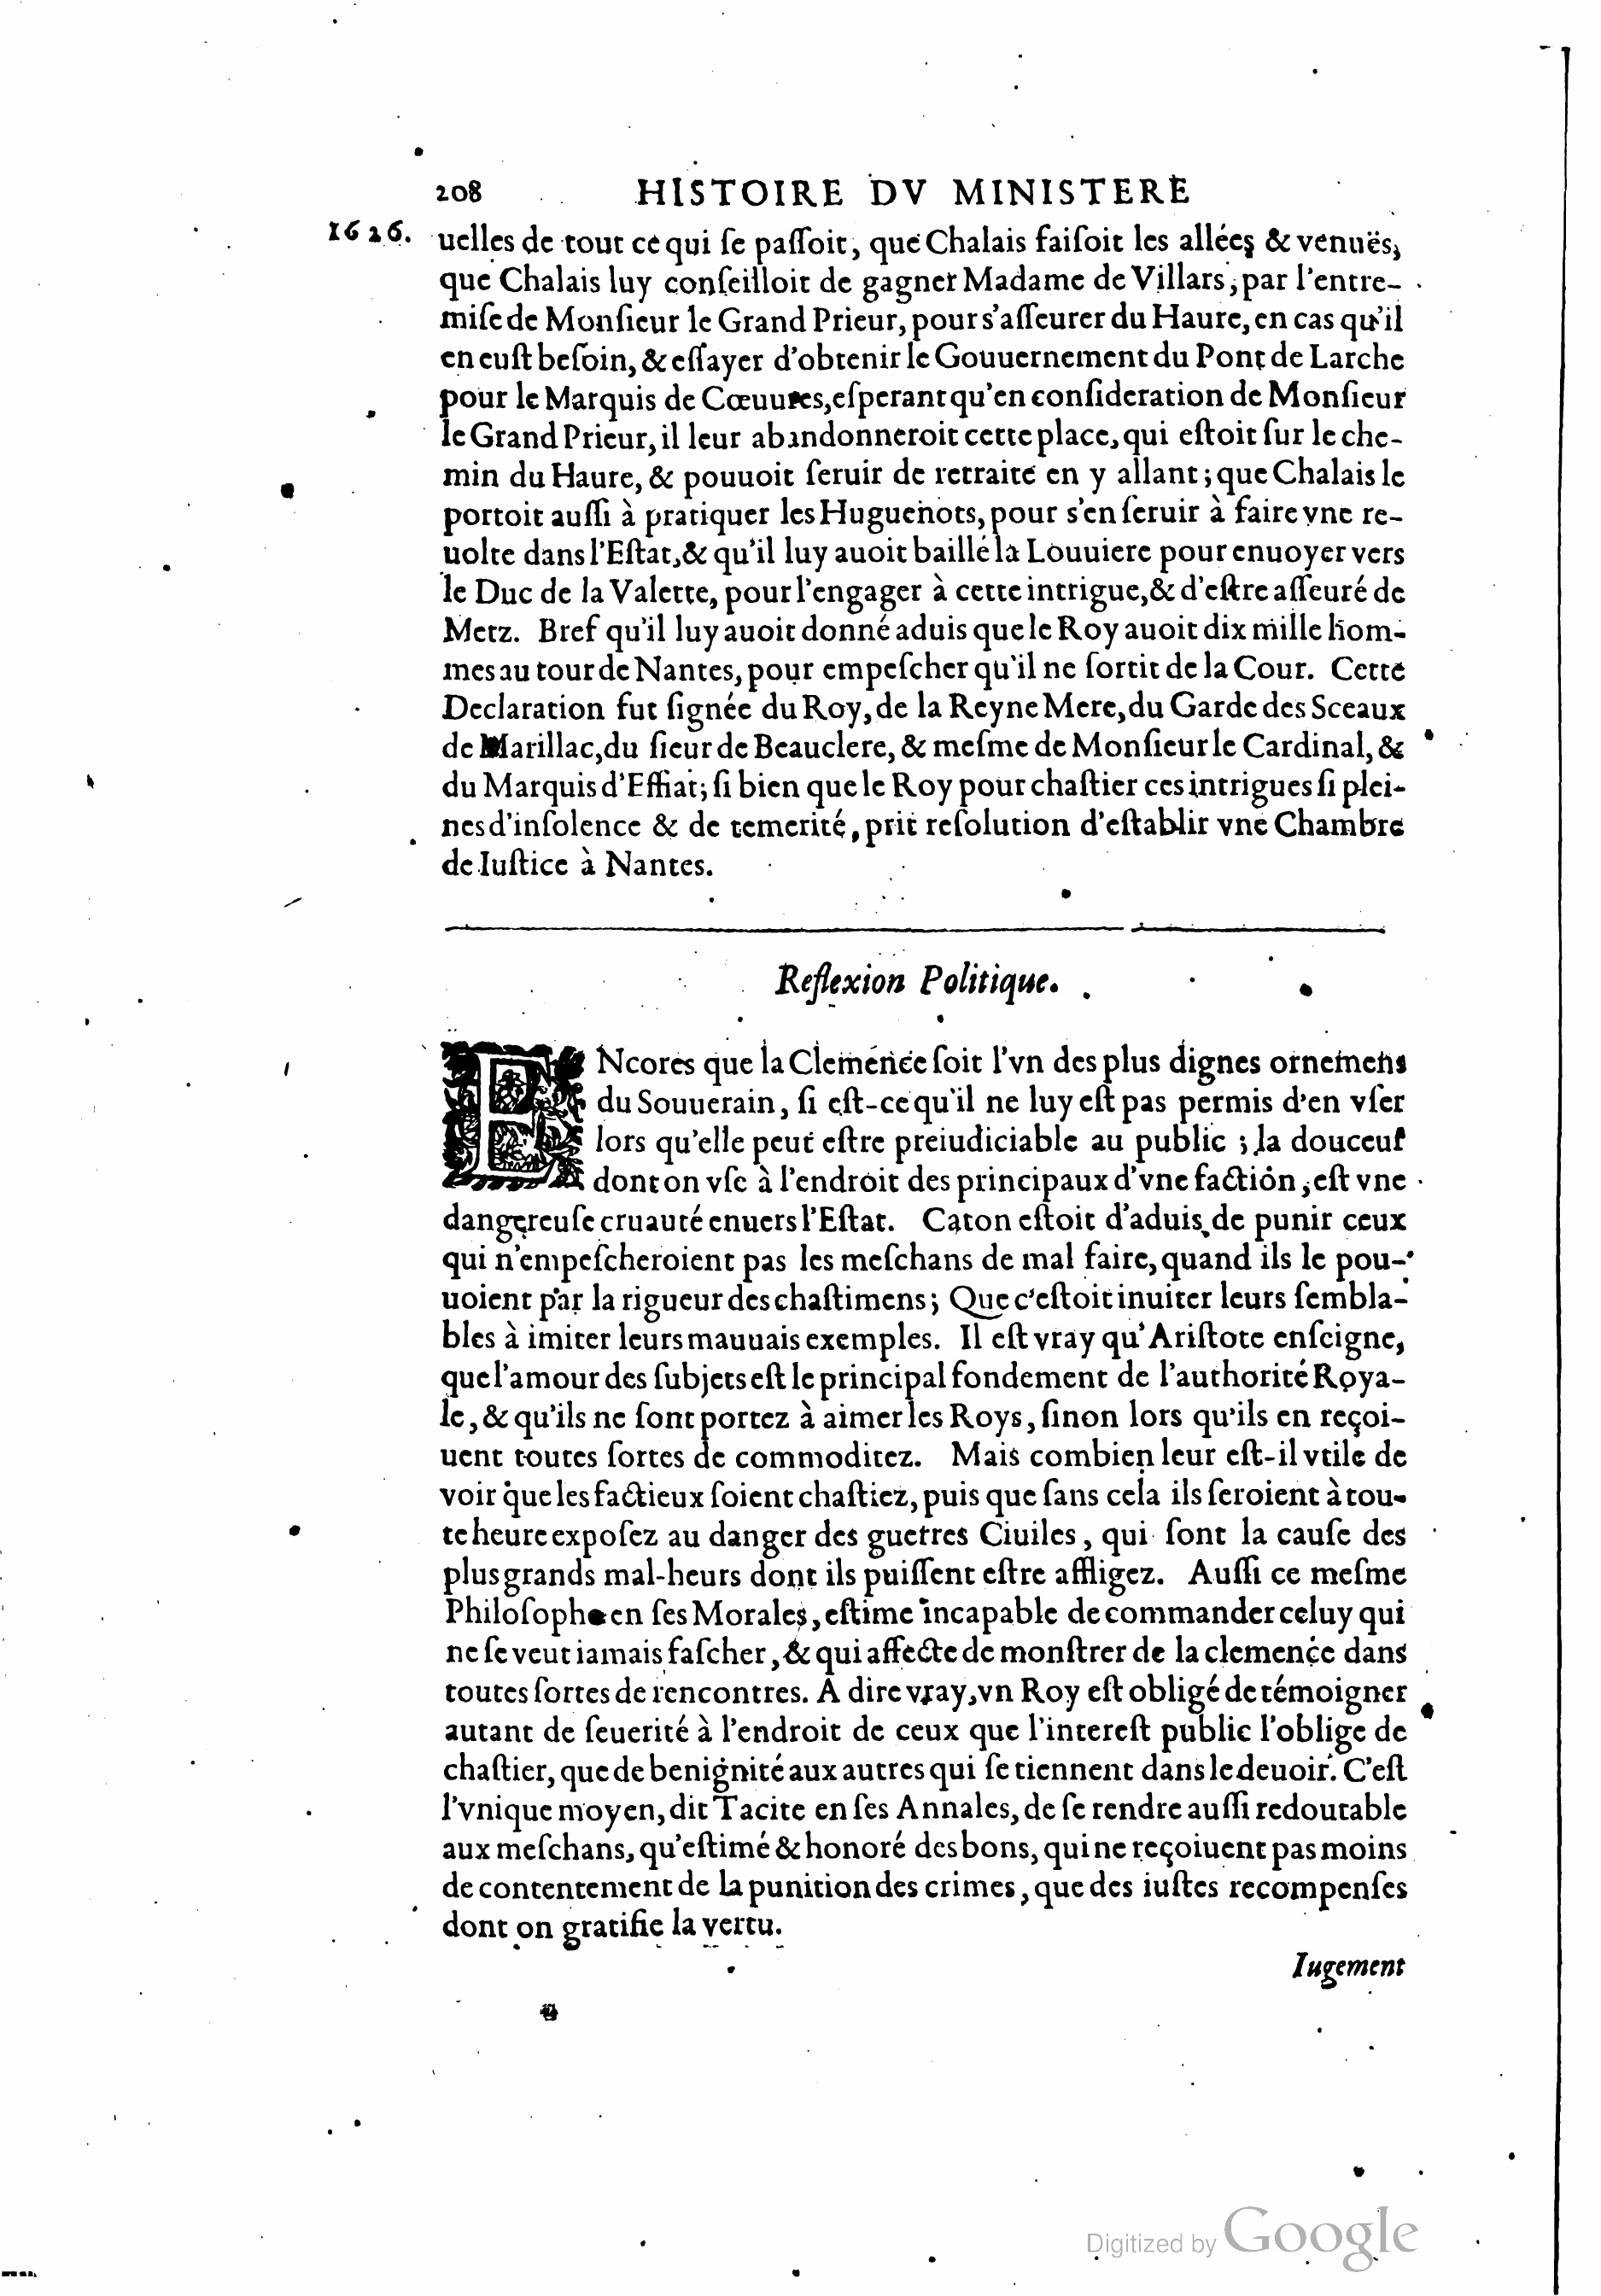 208 HISTOIRE DV MINISTERE
1626. uelles de tout ce qui ſe paſſoit, que Chalais faiſoit les allées & venuës,
que Chalais luy conſeilloit de gagner Madame de Villars, par l'entre-
miſe de Monſieur le Grand Prieur, pour s'aſſeurer du Haure, en cas qu'il
en euſt beſoin, & eſſayer d'obtenir le Gouuernement du Pont de Larche
pour le Marquis de Cœuures, eſperant qu'en conſideration de Monſieur
le Grand Prieur, il leur abandonneroit cette place, qui eſtoit ſur le che-
min du Haure, & pouuoit ſeruir de retraite en y allant; que Chalais le
portoit auſſi à pratiquer les Huguenots, pour s'en ſeruir à faire vne re-
uolte dans l'Eſtat, & qu'il luy auoit baillé la Louuiere pour enuoyer vers
le Duc de la Valette, pour l'engager à cette intrigue, & d'eſtre aſſeuré de
Metz. Bref qu'il luy auoit donné aduis que le Roy auoit dix mille hom-
mes au tour de Nantes, pour empeſcher qu'il ne ſortit de la Cour. Cette
Declaration fut ſignée du Roy, de la Reyne Mere, du Garde des Sceaux
de Marillac, du ſieur de Beauclere, & meſme de Monſieur le Cardinal, &
du Marquis d'Effiat; ſi bien que le Roy pour chaſtier ces intrigues ſi plei-
nes d'inſolence & de temerité, prit reſolution d'eſtablir vne Chambre
de Iuſtice à Nantes.
Reflexion Politique.
ENcores que la Clemence ſoit l'vn des plus dignes ornemens
du Souuerain, ſi eſt-ce qu'il ne luy eſt pas permis d'en vſer
lors qu'elle peut eſtre preiudiciable au public; la douceur
dont on vſe à l'endroit des principaux d'vne faction, eſt vne
dangereuſe cruauté enuers l'Eſtat. Caton eſtoit d'aduis de punir ceux
qui n'empeſcheroient pas les meſchans de mal faire, quand ils le pou-
uoient par la rigueur des chaſtimens; Que c'eſtoit inuiter leurs ſembla-
bles à imiter leurs mauuais exemples. Il eſt vray qu'Ariſtote enſeigne,
que l'amour des ſubjets eſt le principal fondement de l'authorité Roya-
le, & qu'ils ne ſont portez à aimer les Roys, ſinon lors qu'ils en reçoi-
uent toutes ſortes de commoditez. Mais combien leur eſt-il vtile de
voir que les factieux ſoient chaſtiez, puis que ſans cela ils ſeroient à tou-
te heure expoſez au danger des guerres Ciuiles, qui ſont la cauſe des
plus grands mal-heurs dont ils puiſſent eſtre affligez. Auſſi ce meſme
Philoſophe en ſes Morales, eſtime incapable de commander celuy qui
ne ſe veut iamais faſcher, & qui affecte de monſtrer de la clemence dans
toutes ſortes de rencontres. A dire vray, vn Roy eſt obligé de témoigner
autant de ſeuerité à l'endroit de ceux que l'intereſt public l'oblige de
chaſtier, que de benignité aux autres qui ſe tiennent dans le deuoir. C'eſt
l'vnique moyen, dit Tacite en ſes Annales, de ſe rendre auſſi redoutable
aux meſchans, qu'eſtimé & honoré des bons, qui ne reçoiuent pas moins
de contentement de la punition des crimes, que des iuſtes recompenſes
dont on gratifie la vertu.
Iugement
Digitized by Google